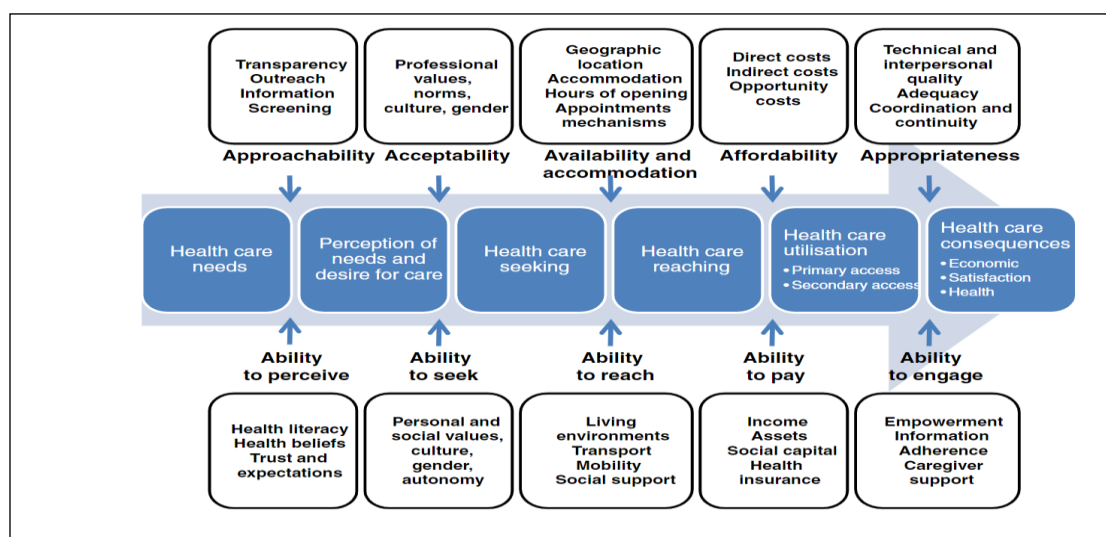 Transparency
Outreach
Information
Screening
Professional
values,
norms,
culture, gender
Geographic
location
Accommodation
Hours of opening
Appointments
mechanisms
Direct costs
Indirect costs
Opportunity
costs
Technical and
interpersonal
quality
Adequacy
Coordination and
continuity
Approachability
Acceptability
Availability and
accommodation
Affordability
Appropriateness
Health care
needs
Perception of
needs and
desire for care
Health care
seeking
Health care
reaching
Health care
utilisation
• Primary access
• Secondary access
Health care
consequences
• Economic
• Satisfaction
• Health
Ability
to perceive
Ability
to seek
Ability
to reach
Ability
to pay
Ability
to engage
Health literacy
Health beliefs
Trust and
expectations
Personal and
social values,
culture,
gender,
autonomy
Living
environments
Transport
Mobility
Social support
Income
Assets
Social capital
Health
insurance
Empowerment
Information
Adherence
Caregiver
support